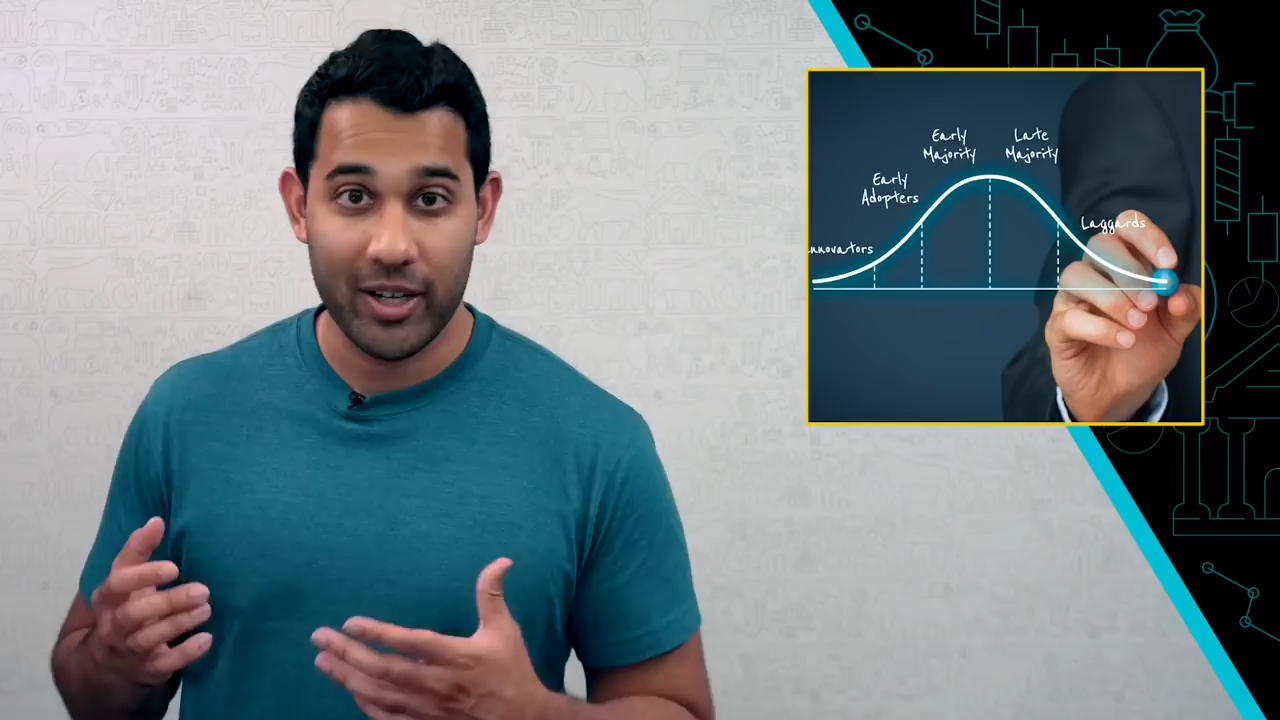 Early
Majority
Late
Majority
Early
Adopters
Laggards
nnovators